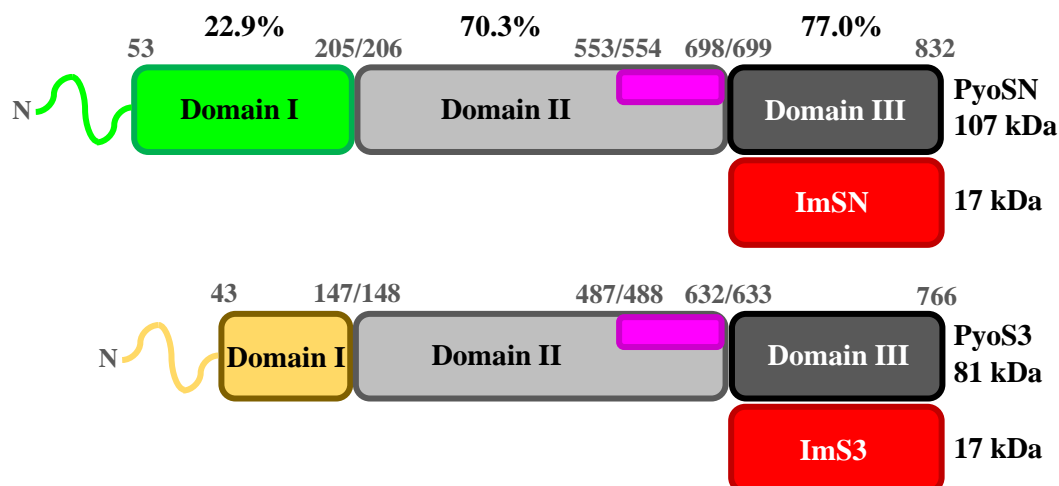 22.9% 70.3% 77.0%
53 205/206 553/554 698/699 832
N Domain I Domain II Domain III PyoSN
107 kDa
ImSN 17 kDa
43 147/148 487/488 632/633 766
N Domain I Domain II Domain III PyoS3
81 kDa
ImS3 17 kDa